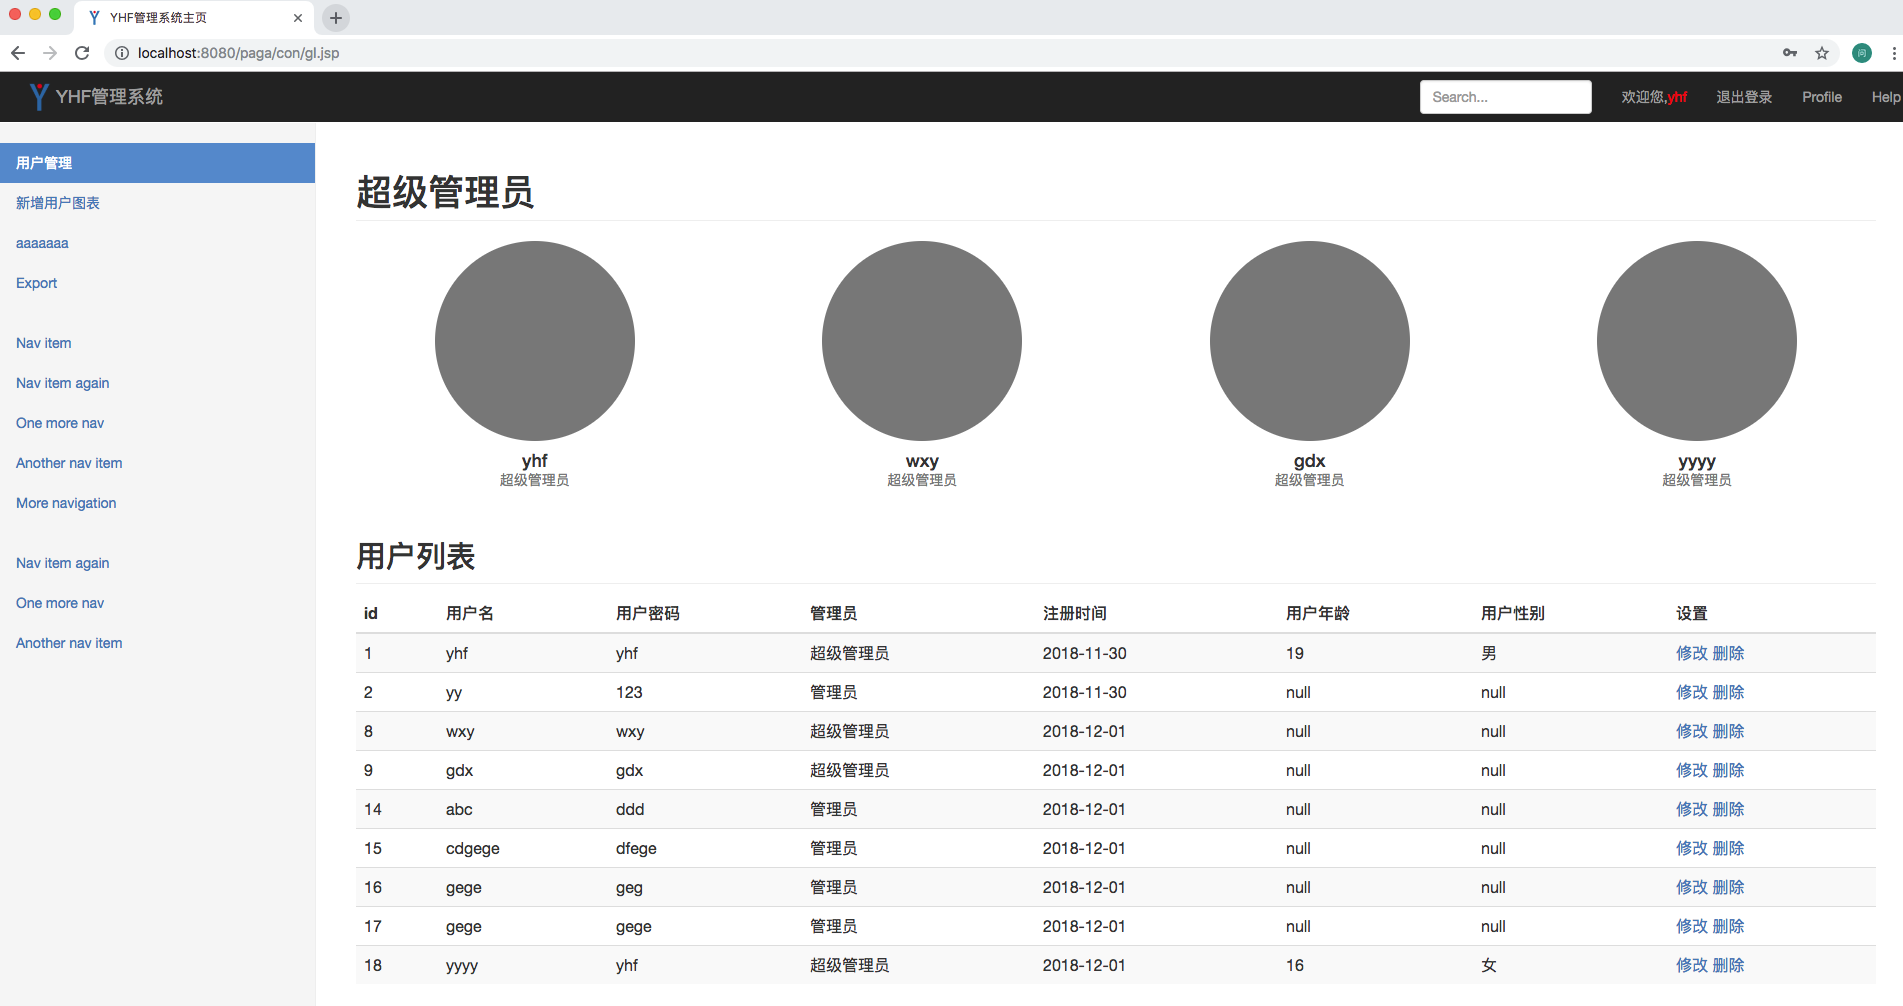 YHF管理系统主页
localhost:8080/paga/con/gl.jsp
YHF管理系统
Search... 欢迎您,yhf 退出登录 Profile Help
用户管理
新增用户图表
aaaaaaa
Export
Nav item
Nav item again
One more nav
Another nav item
More navigation
Nav item again
One more nav
Another nav item
超级管理员
yhf wxy gdx yyyy
超级管理员 超级管理员 超级管理员 超级管理员
用户列表
id 用户名 用户密码 管理员 注册时间 用户年龄 用户性别 设置
1 yhf yhf 超级管理员 2018-11-30 19 男 修改 删除
2 yy 123 管理员 2018-11-30 null null 修改 删除
8 wxy wxy 超级管理员 2018-12-01 null null 修改 删除
9 gdx gdx 超级管理员 2018-12-01 null null 修改 删除
14 abc ddd 管理员 2018-12-01 null null 修改 删除
15 cdgege dfege 管理员 2018-12-01 null null 修改 删除
16 gege geg 管理员 2018-12-01 null null 修改 删除
17 gege gege 管理员 2018-12-01 null null 修改 删除
18 yyyy yhf 超级管理员 2018-12-01 16 女 修改 删除